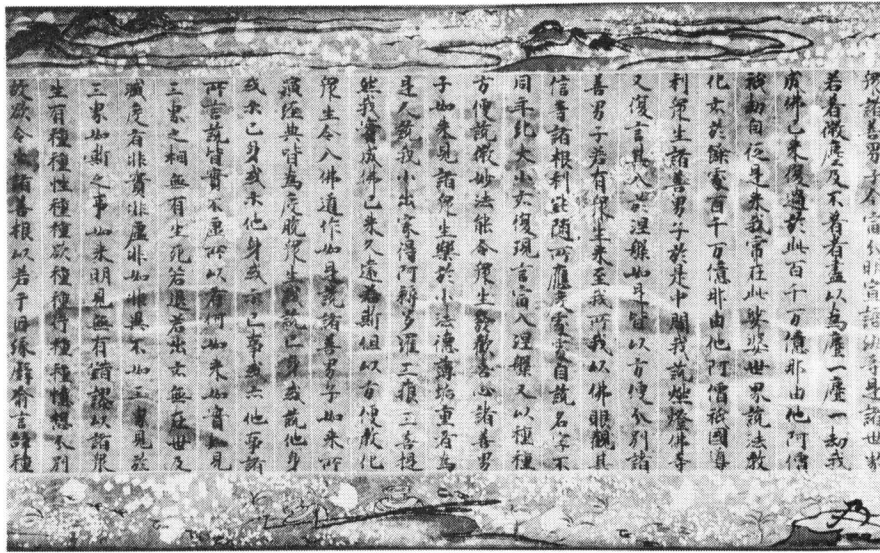 眾諸善男子今當分明宣語汝等是諸世界
若著微塵及不著者盡以為塵一塵一劫我
成佛已來復過於此百千万億那由他阿僧
祇劫自從是來我常在此娑婆世界說法教
化亦於餘處百千万億那由他阿僧祇國導
利眾生諸善男子於是中間我說燃燈佛等
又復言其入於涅槃如是皆以方便分別諸
善男子若有眾生來至我所我以佛眼觀其
信等諸根利鈍隨所應度處處自說名字不
同年紀大小亦復現言當入涅槃又以種種
方便說微妙法能令眾生發歡喜心諸善男
子如來見諸眾生樂於小法德薄垢重者為
是人說我小出家得阿耨多羅三藐三菩提
然我實成佛已來久遠若斯但以方便教化
眾生令入佛道作如是說諸善男子如來所
演經典皆為度脫眾生或說己身或說他身
或示己身或示他身或示己事或示他事諸
所言說皆實不虛所以者何如來如實知見
三界之相無有生死若退若出亦無在世及
滅度者非實非虛非如非異不如三界見於
三界如斯之事如來明見無有錯謬以諸眾
生有種種性種種欲種種行種種憶想分別
故欲令生諸善根以若干因緣譬喻言辭種